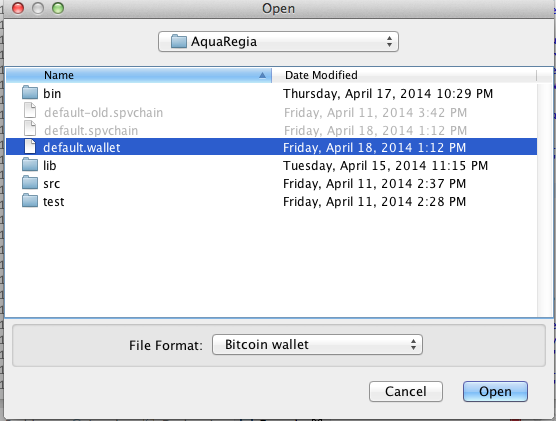 Open
AquaRegia
Name Date Modified
bin Thursday, April 17, 2014 10:29 PM
default-old.spvchain Friday, April 11, 2014 3:42 PM
default.spvchain Friday, April 18, 2014 1:12 PM
default.wallet Friday, April 18, 2014 1:12 PM
lib Tuesday, April 15, 2014 11:15 PM
src Friday, April 11, 2014 2:37 PM
test Friday, April 11, 2014 2:28 PM
File Format: Bitcoin wallet
Cancel Open